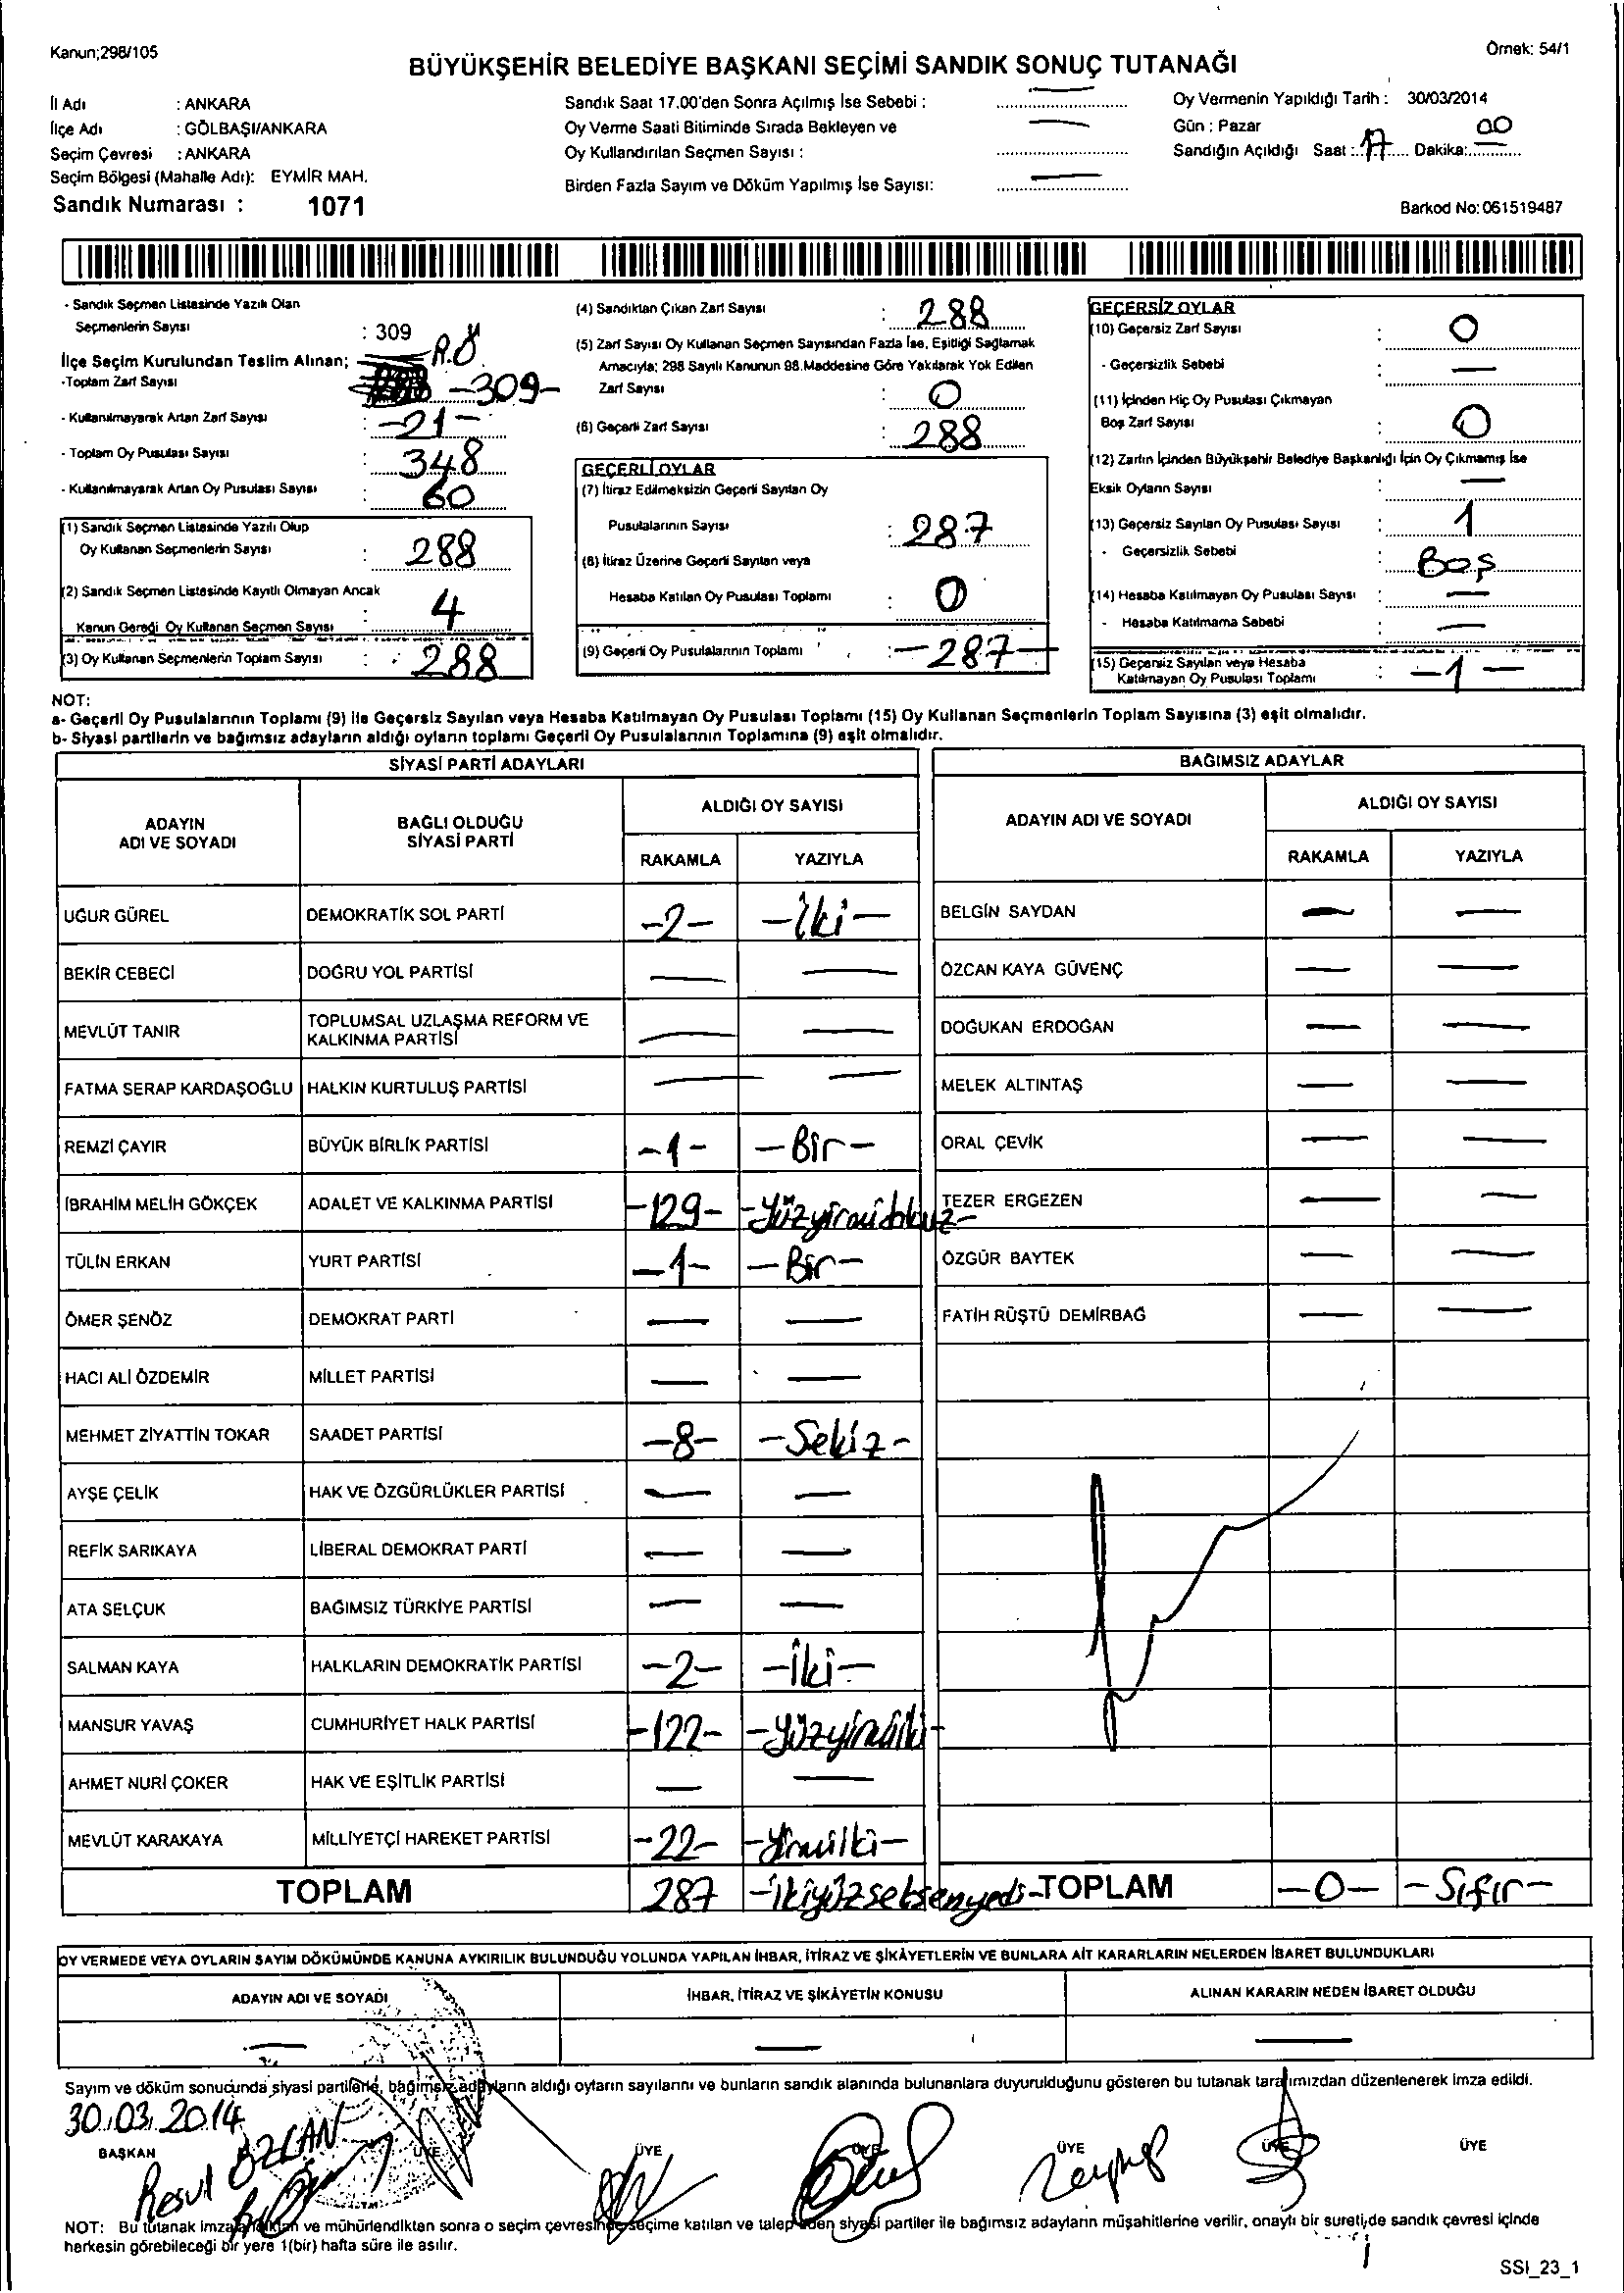 Kanun;298/105
Örnek: 54/1
BÜYÜKŞEHİR BELEDİYE BAŞKANI SEÇİMİ SANDIK SONUÇ TUTANAĞI
İl Adı : ANKARA
İlçe Adı : GÖLBAŞI/ANKARA
Seçim Çevresi : ANKARA
Seçim Bölgesi (Mahalle Adı): EYMİR MAH.
Sandık Numarası : 1071
Sandık Saat 17.00'den Sonra Açılmış İse Sebebi : —
Oy Verme Saati Bitiminde Sırada Bekleyen ve —
Oy Kullandırılan Seçmen Sayısı :
Birden Fazla Sayım ve Döküm Yapılmış İse Sayısı: —
Oy Vermenin Yapıldığı Tarih : 30/03/2014
Gün : Pazar
Sandığın Açıldığı Saat : 17 Dakika: 00
Barkod No: 061519487
- Sandık Seçmen Listesinde Yazılı Olan
Seçmenlerin Sayısı : 309
İlçe Seçim Kurulundan Teslim Alınan;
-Toplam Zarf Sayısı -309-
- Kullanılmayarak Artan Zarf Sayısı : -21-
- Toplam Oy Pusulası Sayısı : 348
- Kullanılmayarak Artan Oy Pusulası Sayısı : 60
(1) Sandık Seçmen Listesinde Yazılı Olup
Oy Kullanan Seçmenlerin Sayısı : 288
(2) Sandık Seçmen Listesinde Kayıtlı Olmayan Ancak
Kanun Gereği Oy Kullanan Seçmen Sayısı : 4
(3) Oy Kullanan Seçmenlerin Toplam Sayısı : 288
(4) Sandıktan Çıkan Zarf Sayısı : 288
(5) Zarf Sayısı Oy Kullanan Seçmen Sayısından Fazla İse, Eşitliği Sağlamak
Amacıyla; 298 Sayılı Kanunun 98.Maddesine Göre Yakılarak Yok Edilen
Zarf Sayısı : 0
(6) Geçerli Zarf Sayısı : 288
GEÇERLİ OYLAR
(7) İtiraz Edilmeksizin Geçerli Sayılan Oy
Pusulalarının Sayısı : 287
(8) İtiraz Üzerine Geçerli Sayılan veya
Hesaba Katılan Oy Pusulası Toplamı : 0
(9) Geçerli Oy Pusulalarının Toplamı : -287-
GEÇERSİZ OYLAR
(10) Geçersiz Zarf Sayısı : 0
- Geçersizlik Sebebi : —
(11) İçinden Hiç Oy Pusulası Çıkmayan
Boş Zarf Sayısı : 0
(12) Zarfın İçinden Büyükşehir Belediye Başkanlığı İçin Oy Çıkmamış İse
Eksik Oyların Sayısı : —
(13) Geçersiz Sayılan Oy Pusulası Sayısı : 1
- Geçersizlik Sebebi : Boş
(14) Hesaba Katılmayan Oy Pusulası Sayısı : —
- Hesaba Katılmama Sebebi : —
(15) Geçersiz Sayılan veya Hesaba
Katılmayan Oy Pusulası Toplamı : -1-
NOT:
a- Geçerli Oy Pusulalarının Toplamı (9) ile Geçersiz Sayılan veya Hesaba Katılmayan Oy Pusulası Toplamı (15) Oy Kullanan Seçmenlerin Toplam Sayısına (3) eşit olmalıdır.
b- Siyasi partilerin ve bağımsız adayların aldığı oyların toplamı Geçerli Oy Pusulalarının Toplamına (9) eşit olmalıdır.
SİYASİ PARTİ ADAYLARI
ADAYIN ADI VE SOYADI
BAĞLI OLDUĞU SİYASİ PARTİ
ALDIĞI OY SAYISI
RAKAMLA YAZIYLA
UĞUR GÜREL DEMOKRATİK SOL PARTİ -2- -İki-
BEKİR CEBECİ DOĞRU YOL PARTİSİ — —
MEVLÜT TANIR TOPLUMSAL UZLAŞMA REFORM VE KALKINMA PARTİSİ — —
FATMA SERAP KARDAŞOĞLU HALKIN KURTULUŞ PARTİSİ — —
REMZİ ÇAYIR BÜYÜK BİRLİK PARTİSİ -1- -Bir-
İBRAHİM MELİH GÖKÇEK ADALET VE KALKINMA PARTİSİ -129- -Yüzyirmidokuz-
TÜLİN ERKAN YURT PARTİSİ -1- -Bir-
ÖMER ŞENÖZ DEMOKRAT PARTİ — —
HACI ALİ ÖZDEMİR MİLLET PARTİSİ — —
MEHMET ZİYATTİN TOKAR SAADET PARTİSİ -8- -Sekiz-
AYŞE ÇELİK HAK VE ÖZGÜRLÜKLER PARTİSİ — —
REFİK SARIKAYA LİBERAL DEMOKRAT PARTİ — —
ATA SELÇUK BAĞIMSIZ TÜRKİYE PARTİSİ — —
SALMAN KAYA HALKLARIN DEMOKRATİK PARTİSİ -2- -İki-
MANSUR YAVAŞ CUMHURİYET HALK PARTİSİ -122- -Yüzyirmiiki-
AHMET NURİ ÇOKER HAK VE EŞİTLİK PARTİSİ — —
MEVLÜT KARAKAYA MİLLİYETÇİ HAREKET PARTİSİ -22- -Yirmiiki-
TOPLAM 287 -İkiyüzseksenyedi-
BAĞIMSIZ ADAYLAR
ADAYIN ADI VE SOYADI
ALDIĞI OY SAYISI
RAKAMLA YAZIYLA
BELGİN SAYDAN — —
ÖZCAN KAYA GÜVENÇ — —
DOĞUKAN ERDOĞAN — —
MELEK ALTINTAŞ — —
ORAL ÇEVİK — —
TEZER ERGEZEN — —
ÖZGÜR BAYTEK — —
FATİH RÜŞTÜ DEMİRBAĞ — —
TOPLAM -0- -Sıfır-
OY VERMEDE VEYA OYLARIN SAYIM DÖKÜMÜNDE KANUNA AYKIRILIK BULUNDUĞU YOLUNDA YAPILAN İHBAR, İTİRAZ VE ŞİKÂYETLERİN VE BUNLARA AİT KARARLARIN NELERDEN İBARET BULUNDUKLARI
ADAYIN ADI VE SOYADI İHBAR, İTİRAZ VE ŞİKÂYETİN KONUSU ALINAN KARARIN NEDEN İBARET OLDUĞU
— — —
Sayım ve döküm sonucunda siyasi partilerle, bağımsız adayların aldığı oyların sayılarını ve bunların sandık alanında bulunanlara duyurulduğunu gösteren bu tutanak tarafımızdan düzenlenerek imza edildi.
30.03.2014
BAŞKAN ÜYE ÜYE ÜYE ÜYE ÜYE ÜYE
Resul
NOT: Bu tutanak imzalandıktan ve mühürlendikten sonra o seçim çevresinde seçime katılan ve talep eden siyasi partiler ile bağımsız adayların müşahitlerine verilir, onaylı bir sureti de sandık çevresi içinde
herkesin görebileceği bir yere 1(bir) hafta süre ile asılır.
SSI_23_1